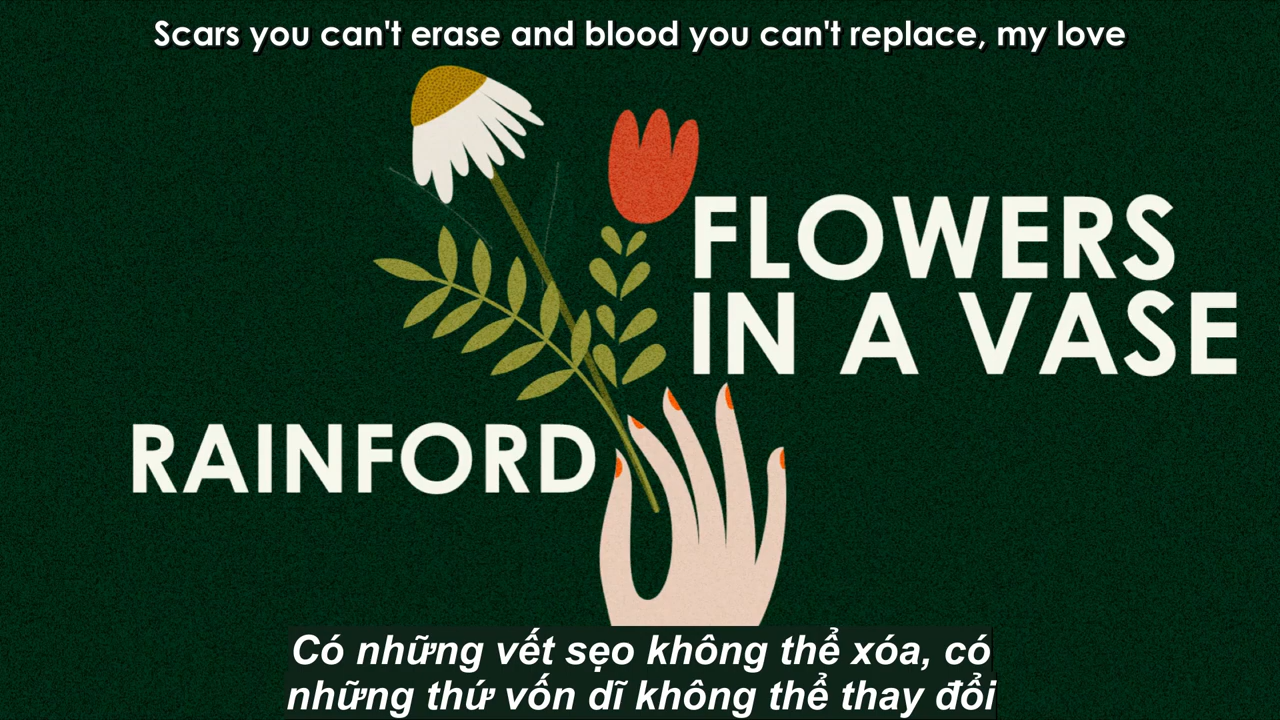 Scars you can't erase and blood you can't replace, my love
FLOWERS
IN A VASE
RAINFORD
Có những vết sẹo không thể xóa, có
những thứ vốn dĩ không thể thay đổi